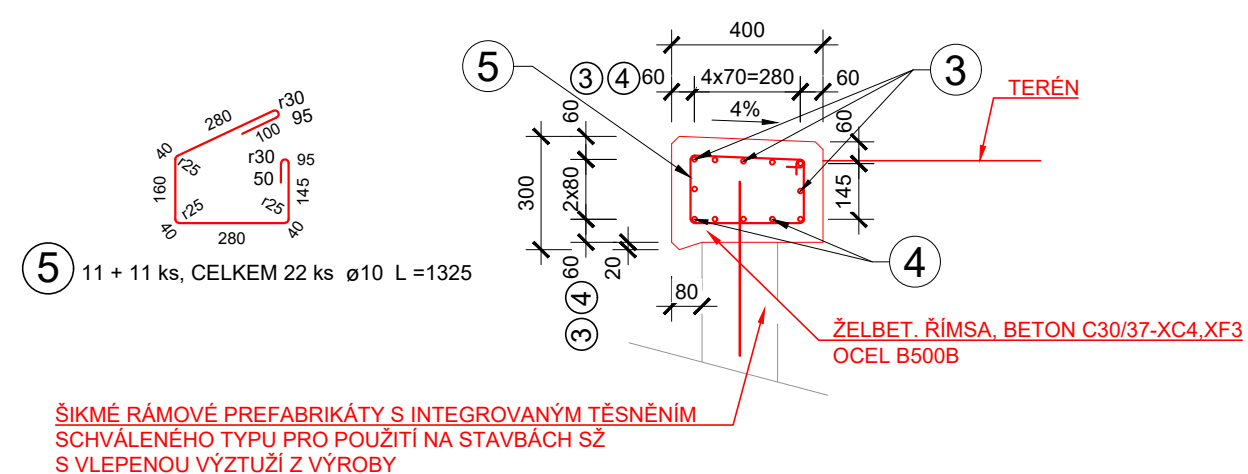 400
5
3 4 60 4x70=280 60
3
4%
TERÉN
280
r30
95
100
40
r25
r30
95
50
160
145
r25
r25
40
280
40
5 11 + 11 ks, CELKEM 22 ks ø10 L =1325
60
300
2x80
60
20
3 4
60
145
4
80
ŽELBET. ŘÍMSA, BETON C30/37-XC4,XF3
OCEL B500B
ŠIKMÉ RÁMOVÉ PREFABRIKÁTY S INTEGROVANÝM TĚSNĚNÍM
SCHVÁLENÉHO TYPU PRO POUŽITÍ NA STAVBÁCH SŽ
S VLEPENOU VÝZTUŽÍ Z VÝROBY